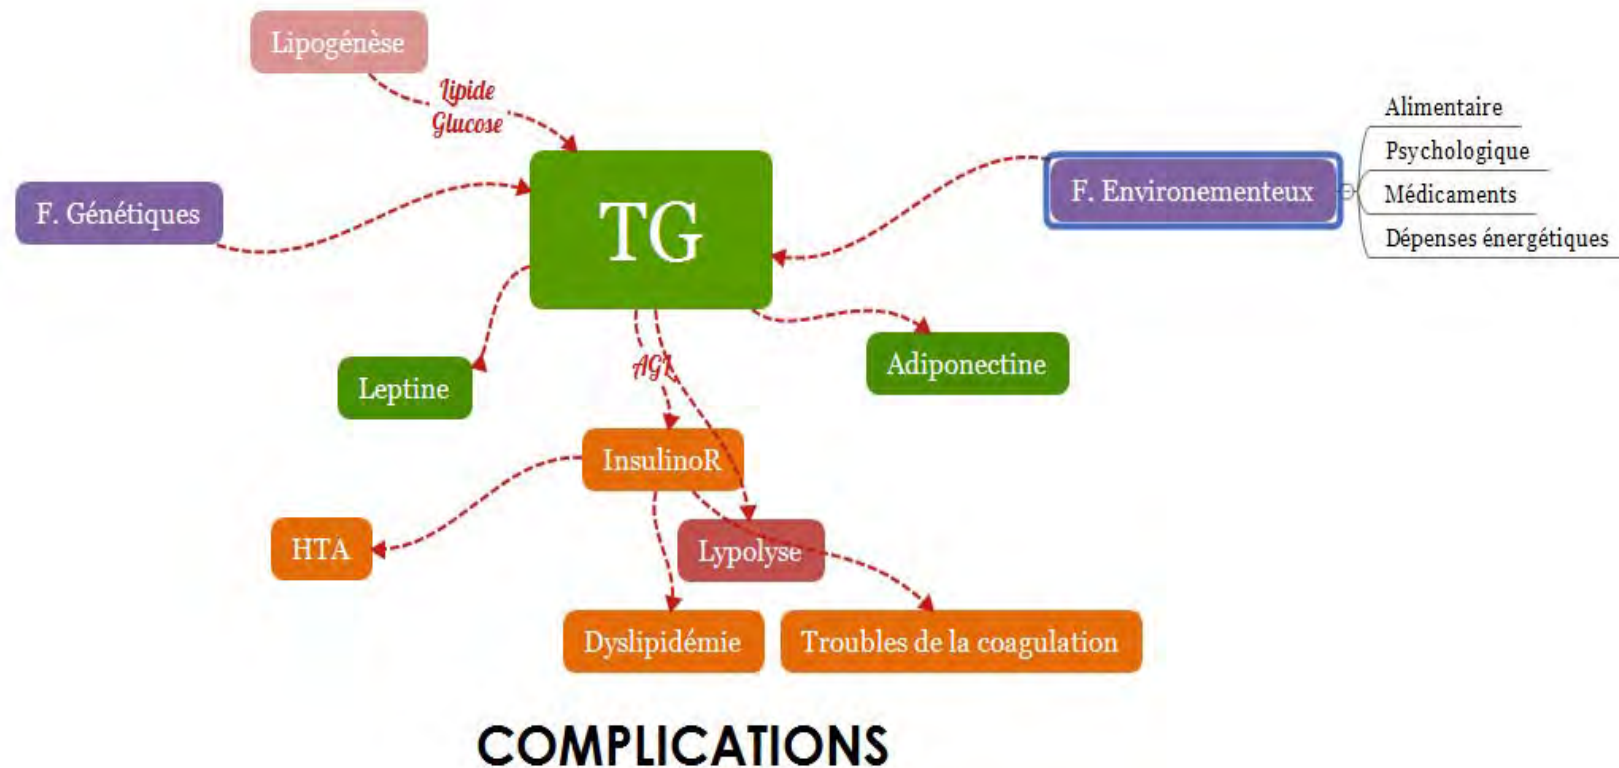 Lipogénèse
Lipide
Glucose
Alimentaire
Psychologique
F. Environementeux
Médicaments
Dépenses énergétiques
F. Génétiques
TG
Adiponectine
AGL
Leptine
InsulinoR
HTA
Lypolyse
Dyslipidémie
Troubles de la coagulation
COMPLICATIONS